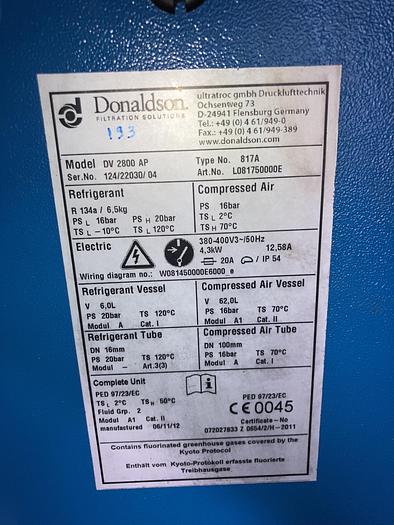 Donaldson.
FILTRATION SOLUTIONS
193
ultratroc gmbh Drucklufttechnik
Ochsenweg 73
D-24941 Flensburg Germany
Tel.: +49 (0) 4 61/949-0
Fax.: +49 (0) 4 61/949-389
www.donaldson.com
Model DV 2800 AP
Ser.No. 124/22030/ 04
Type No. 817A
Art.No. L081750000E
Refrigerant
R 134a / 6,5kg
PS L 16bar PS H 20bar
TS L –10°C TS L 120°C
Compressed Air
PS 16bar
TS L 2°C
TS H 70°C
Electric
380-400V3~/50Hz
4,3kW 12,58A
20A / IP 54
Wiring diagram no.: W081450000E6000_e
Refrigerant Vessel
V 6,0L
PS 20bar TS 120°C
Modul A Cat. I
Compressed Air Vessel
V 62,0L
PS 16bar TS 70°C
Modul A1 Cat. II
Refrigerant Tube
DN 16mm
PS 20bar TS 120°C
Modul – Art.3(3)
Compressed Air Tube
DN 100mm
PS 16bar TS 70°C
Modul A Cat. I
Complete Unit
PED 97/23/EC
TS L 2°C TS H 50°C
Fluid Grp. 2
Modul A1 Cat. II
manufactured 06/11/12
i
PED 97/23/EC
CE 0045
Certificate-No
072027833 Z 0654/2/H-2011
Contains fluorinated greenhouse gases covered by the
Kyoto Protocol
Enthält vom Kyoto-Protokoll erfasste fluorierte
Treibhausgase